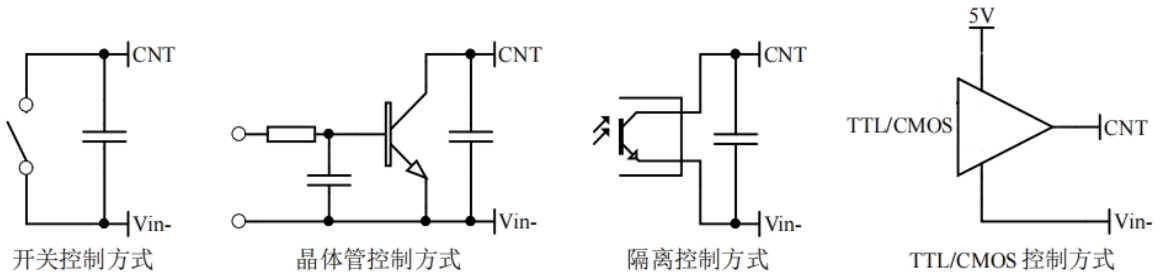 5V
CNT
CNT
CNT
TTL/CMOS
CNT
Vin-
Vin-
Vin-
Vin-
开关控制方式
晶体管控制方式
隔离控制方式
TTL/CMOS 控制方式